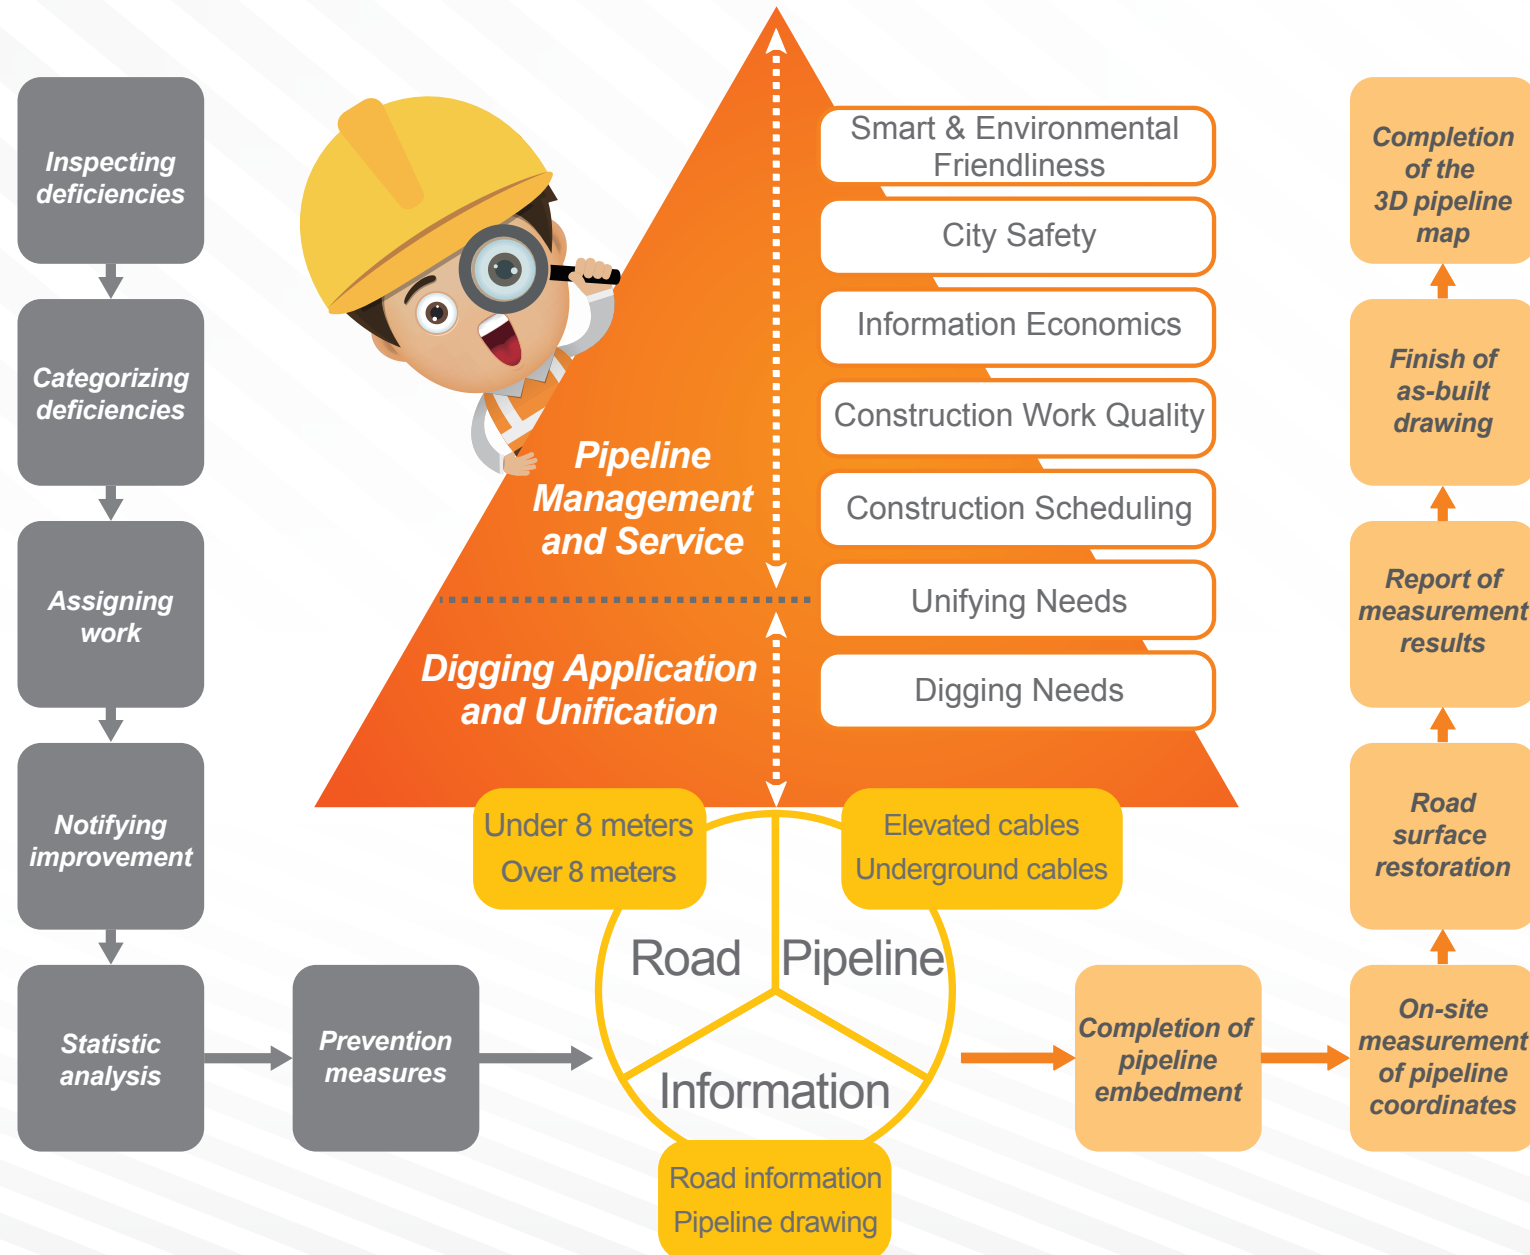 Inspecting
deficiencies
Categorizing
deficiencies
Assigning
work
Notifying
improvement
Statistic
analysis
Prevention
measures
Pipeline
Management
and Service
Digging Application
and Unification
Smart & Environmental
Friendliness
City Safety
Information Economics
Construction Work Quality
Construction Scheduling
Unifying Needs
Digging Needs
Under 8 meters
Over 8 meters
Elevated cables
Underground cables
Road
Pipeline
Information
Road information
Pipeline drawing
Completion of
pipeline
embedment
On-site
measurement
of pipeline
coordinates
Road
surface
restoration
Report of
measurement
results
Finish of
as-built
drawing
Completion
of the
3D pipeline
map